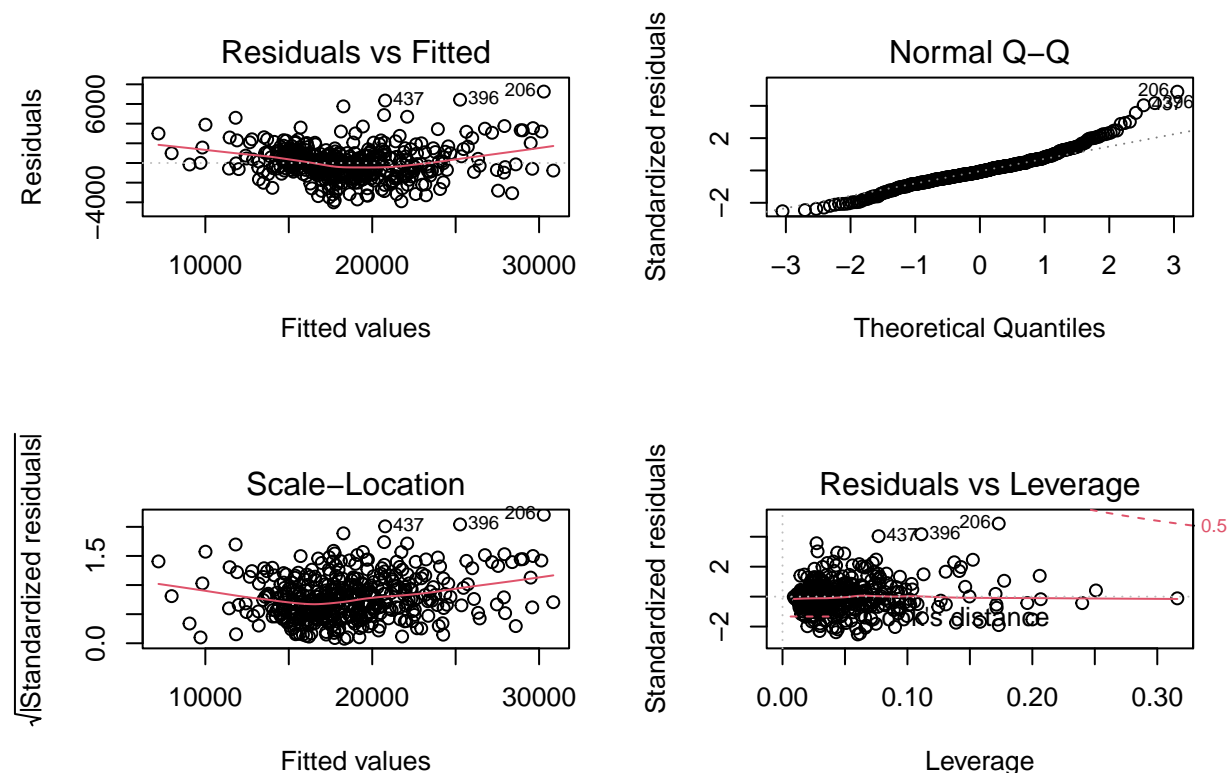 Residuals vs Fitted
Residuals
6000
−4000
437
396
206
10000
20000
30000
Fitted values
Normal Q−Q
Standardized residuals
2
−2
206
437
396
−3
−2
−1
0
1
2
3
Theoretical Quantiles
Scale−Location
√|Standardized residuals|
1.5
0.0
437
396
206
10000
20000
30000
Fitted values
Residuals vs Leverage
Standardized residuals
2
−2
437
396
206
0.5
distance
0.00
0.10
0.20
0.30
Leverage